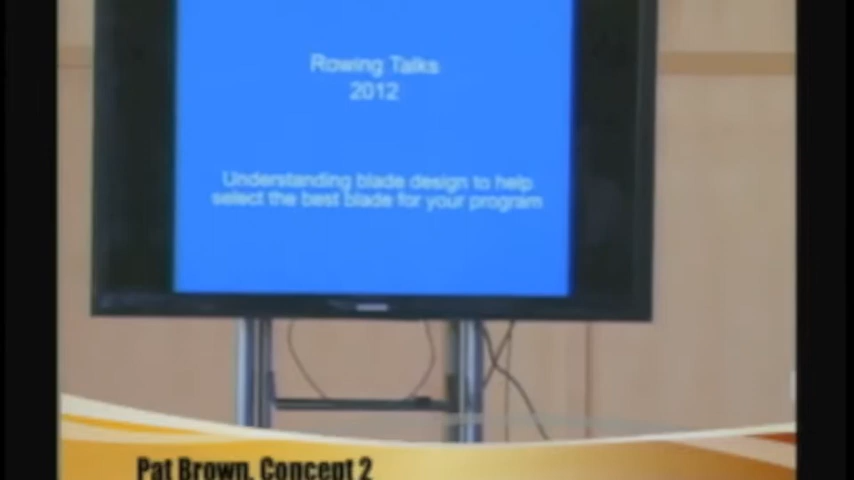 Rowing Talks
2012
Understanding blade design to help
select the best blade for your program
Pat Brown, Concept 2